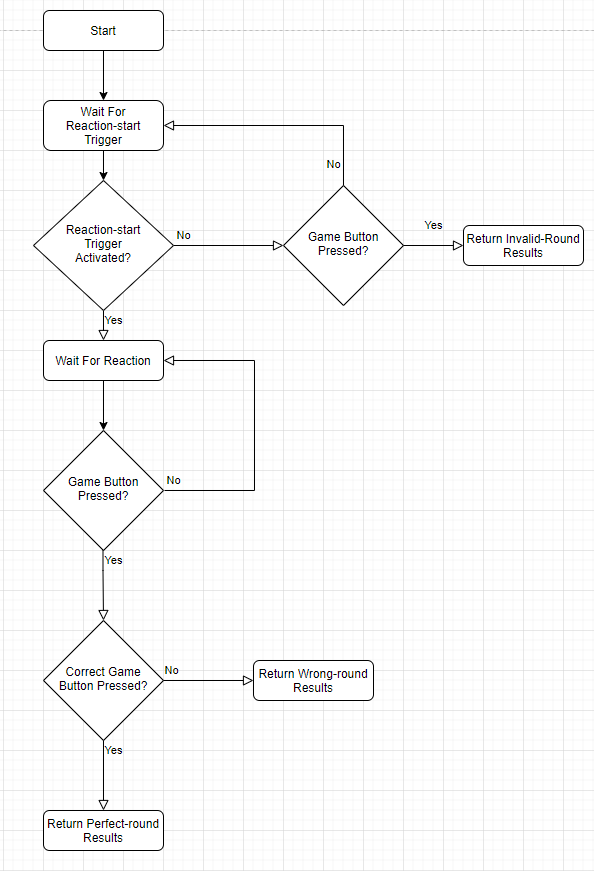 Start
Wait For
Reaction-start
Trigger
No
Reaction-start
Trigger
Activated?
No
Game Button
Pressed?
Yes
Return Invalid-Round
Results
Yes
Wait For Reaction
Game Button
Pressed?
No
Yes
Correct Game
Button Pressed?
No
Return Wrong-round
Results
Yes
Return Perfect-round
Results